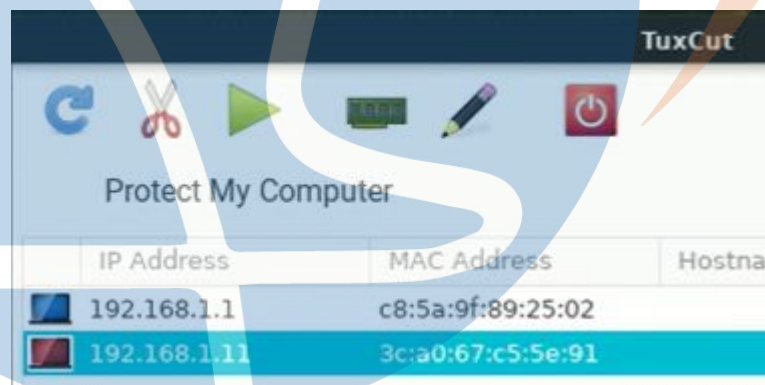 TuxCut
Protect My Computer
IP Address MAC Address Hostna
192.168.1.1 c8:5a:9f:89:25:02
192.168.1.11 3c:a0:67:c5:5e:91